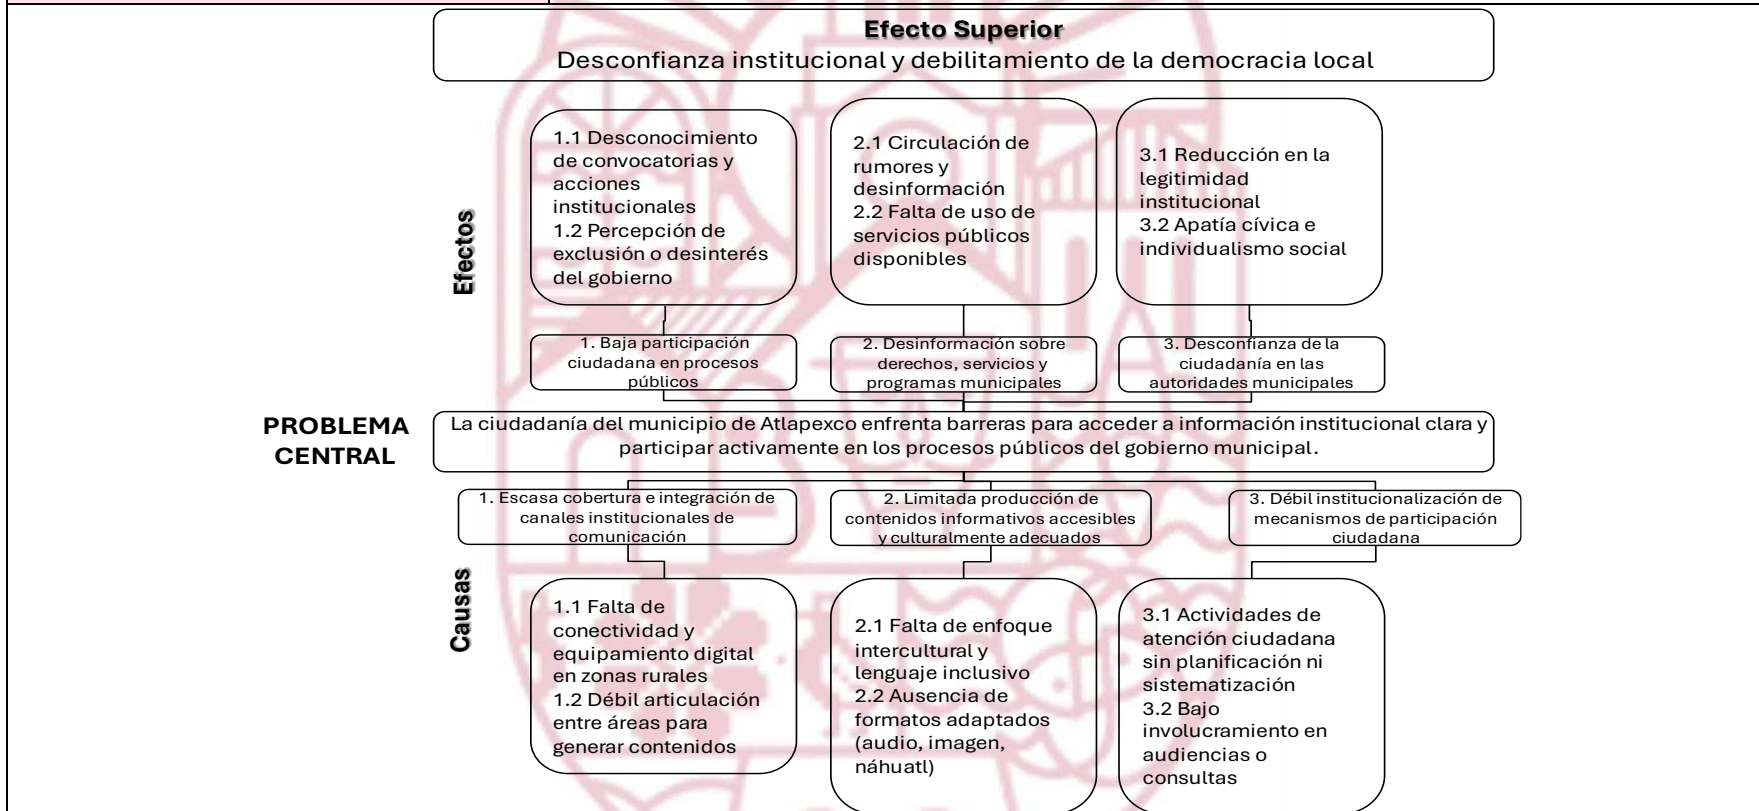 Efecto Superior
Desconfianza institucional y debilitamiento de la democracia local
Efectos
1.1 Desconocimiento
de convocatorias y
acciones
institucionales
1.2 Percepción de
exclusión o desinterés
del gobierno
2.1 Circulación de
rumores y
desinformación
2.2 Falta de uso de
servicios públicos
disponibles
3.1 Reducción en la
legitimidad
institucional
3.2 Apatía cívica e
individualismo social
1. Baja participación
ciudadana en procesos
públicos
2. Desinformación sobre
derechos, servicios y
programas municipales
3. Desconfianza de la
ciudadanía en las
autoridades municipales
PROBLEMA
CENTRAL
La ciudadanía del municipio de Atlapexco enfrenta barreras para acceder a información institucional clara y
participar activamente en los procesos públicos del gobierno municipal.
1. Escasa cobertura e integración de
canales institucionales de
comunicación
2. Limitada producción de
contenidos informativos accesibles
y culturalmente adecuados
3. Débil institucionalización de
mecanismos de participación
ciudadana
Causas
1.1 Falta de
conectividad y
equipamiento digital
en zonas rurales
1.2 Débil articulación
entre áreas para
generar contenidos
2.1 Falta de enfoque
intercultural y
lenguaje inclusivo
2.2 Ausencia de
formatos adaptados
(audio, imagen,
náhuatl)
3.1 Actividades de
atención ciudadana
sin planificación ni
sistematización
3.2 Bajo
involucramiento en
audiencias o
consultas